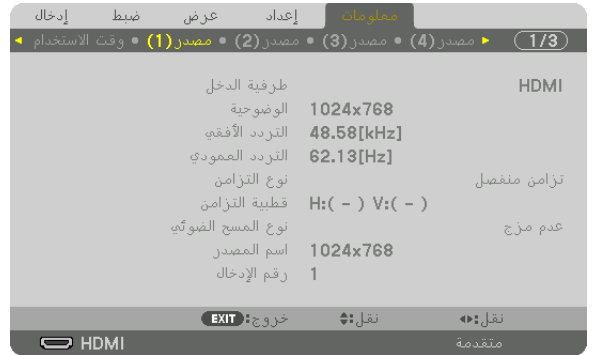 إدخال ضبط عرض إعداد معلومات
وقت الاستخدام • مصدر(1) • مصدر(2) • مصدر(3) • مصدر(4) 1/3
طرفية الدخل HDMI
الوضوحية 1024x768
التردد الأفقي 48.58[kHz]
التردد العمودي 62.13[Hz]
نوع التزامن تزامن منفصل
قطبية التزامن H:( − ) V:( − )
نوع المسح الضوئي عدم مزج
اسم المصدر 1024x768
رقم الإدخال 1
EXIT:خروج نقل: نقل:
HDMI متقدمة